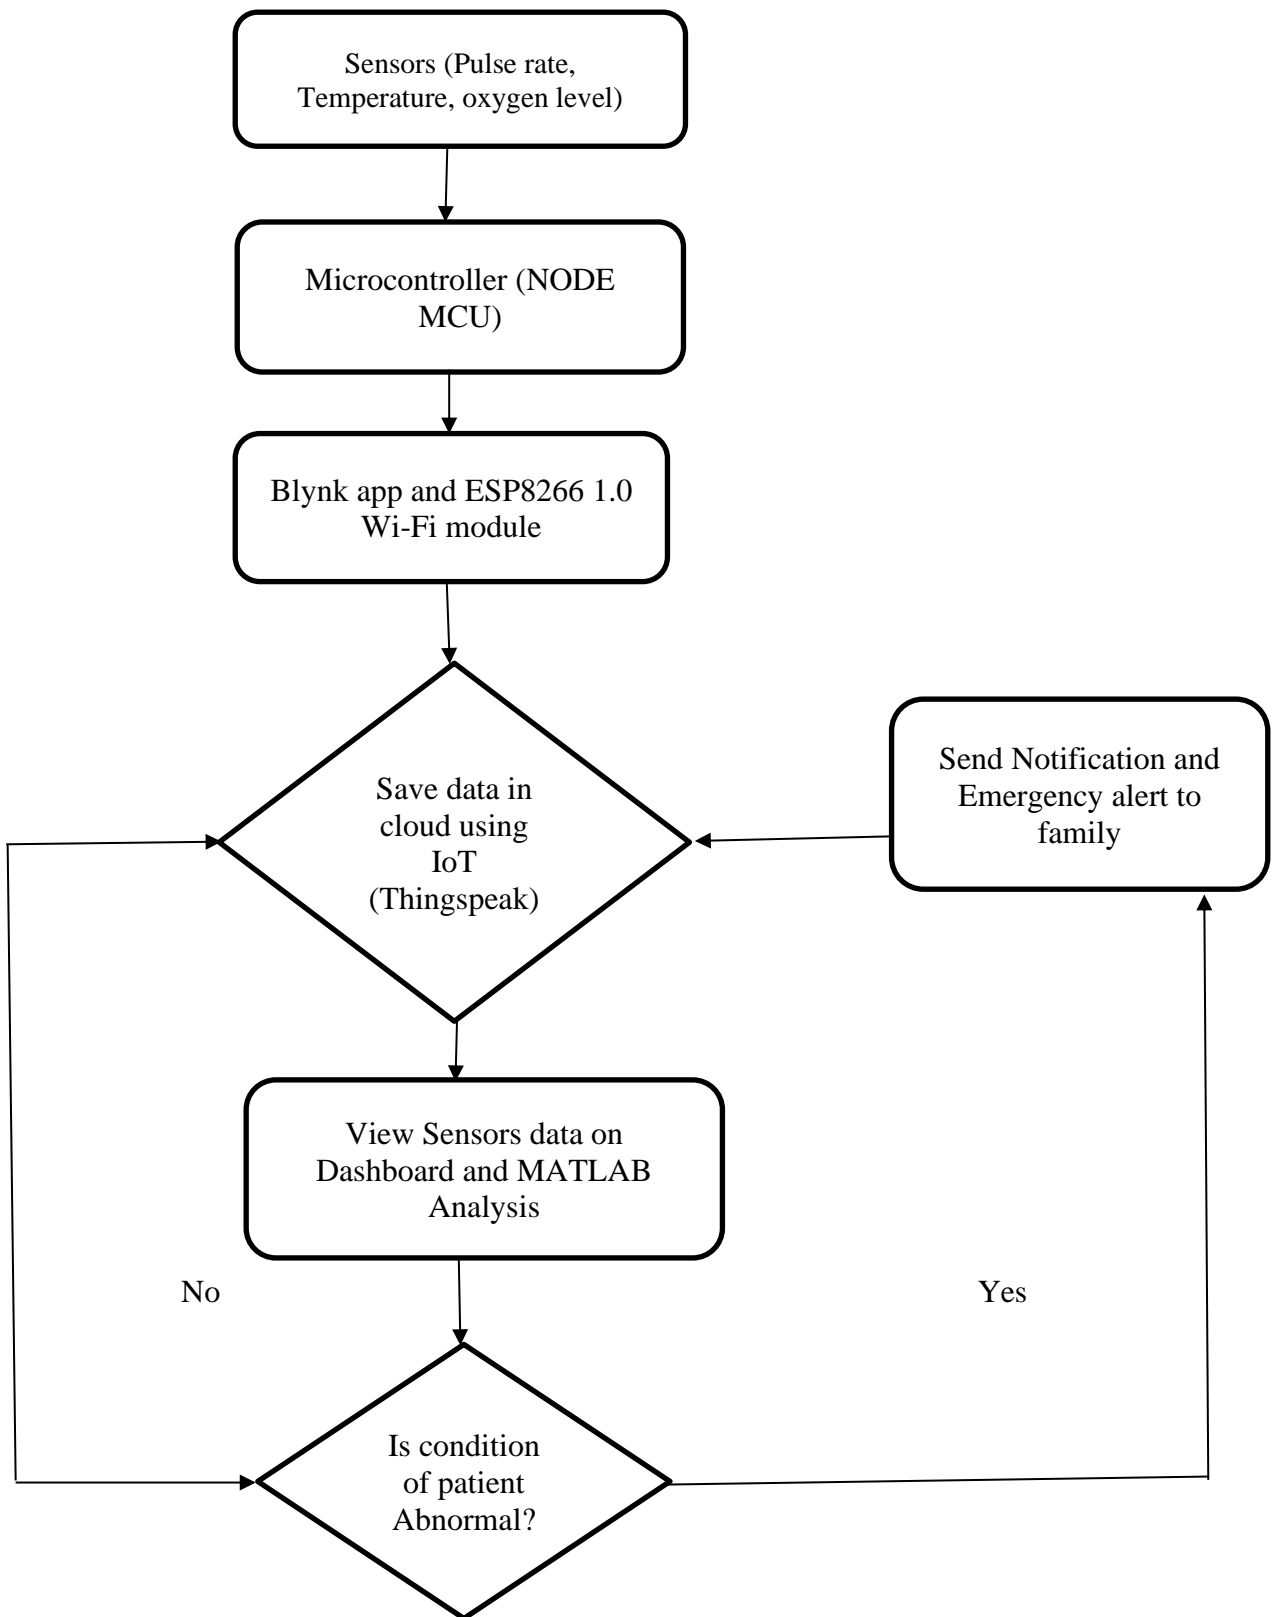 Sensors (Pulse rate,
Temperature, oxygen level)
Microcontroller (NODE
MCU)
Blynk app and ESP8266 1.0
Wi-Fi module
Save data in
cloud using
IoT
(Thingspeak)
Send Notification and
Emergency alert to
family
View Sensors data on
Dashboard and MATLAB
Analysis
No
Yes
Is condition
of patient
Abnormal?